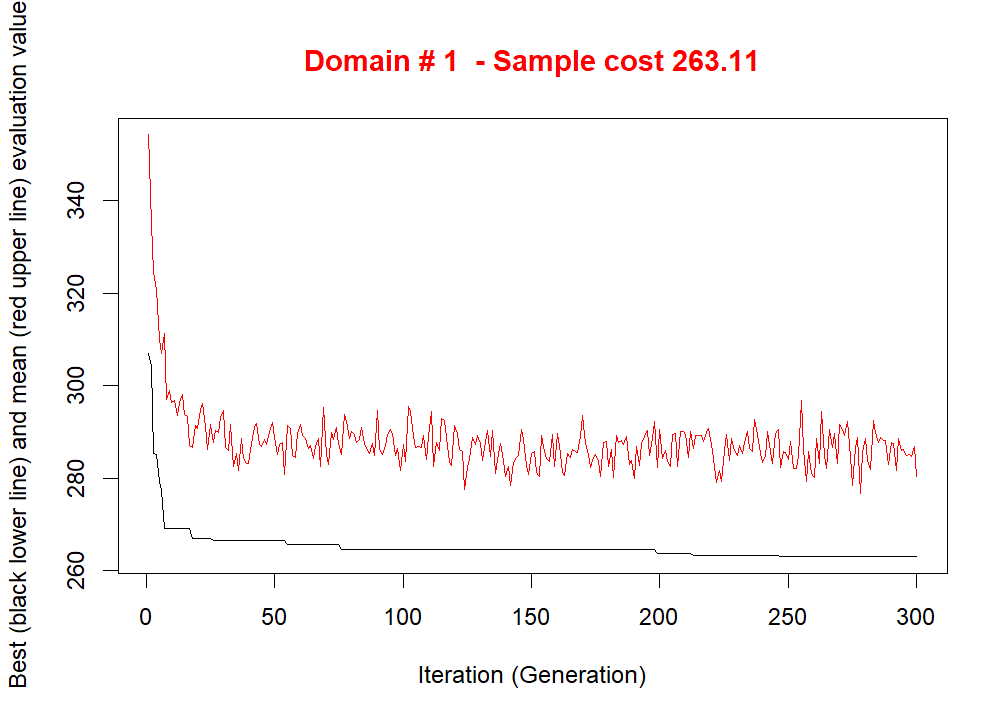 Domain # 1  - Sample cost 263.11
Best (black lower line) and mean (red upper line) evaluation value
340
320
300
280
260
0 50 100 150 200 250 300
Iteration (Generation)